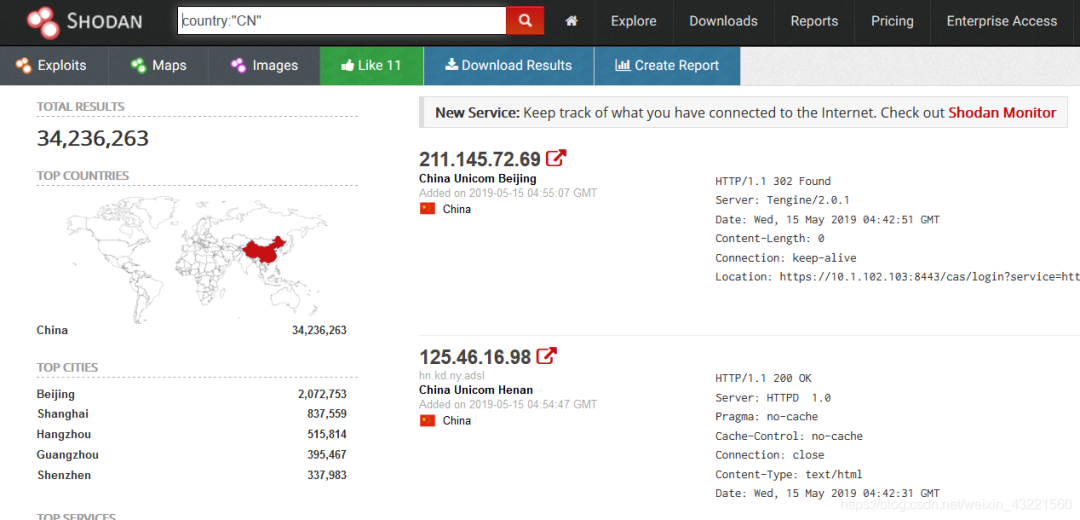 SHODAN country:"CN" Explore Downloads Reports Pricing Enterprise Access
Exploits Maps Images Like 11 Download Results Create Report
TOTAL RESULTS
34,236,263
TOP COUNTRIES
China 34,236,263
TOP CITIES
Beijing 2,072,753
Shanghai 837,559
Hangzhou 515,814
Guangzhou 395,467
Shenzhen 337,983
TOP SERVICES
New Service: Keep track of what you have connected to the Internet. Check out Shodan Monitor
211.145.72.69
China Unicom Beijing
Added on 2019-05-15 04:55:07 GMT
China
HTTP/1.1 302 Found
Server: Tengine/2.0.1
Date: Wed, 15 May 2019 04:42:51 GMT
Content-Length: 0
Connection: keep-alive
Location: https://10.1.102.103:8443/cas/login?service=htt
125.46.16.98
hn.kd.ny.adsl
China Unicom Henan
Added on 2019-05-15 04:54:47 GMT
China
HTTP/1.1 200 OK
Server: HTTPD  1.0
Pragma: no-cache
Cache-Control: no-cache
Connection: close
Content-Type: text/html
Date: Wed, 15 May 2019 04:42:31 GMT
https://blog.csdn.net/weixin_43221560